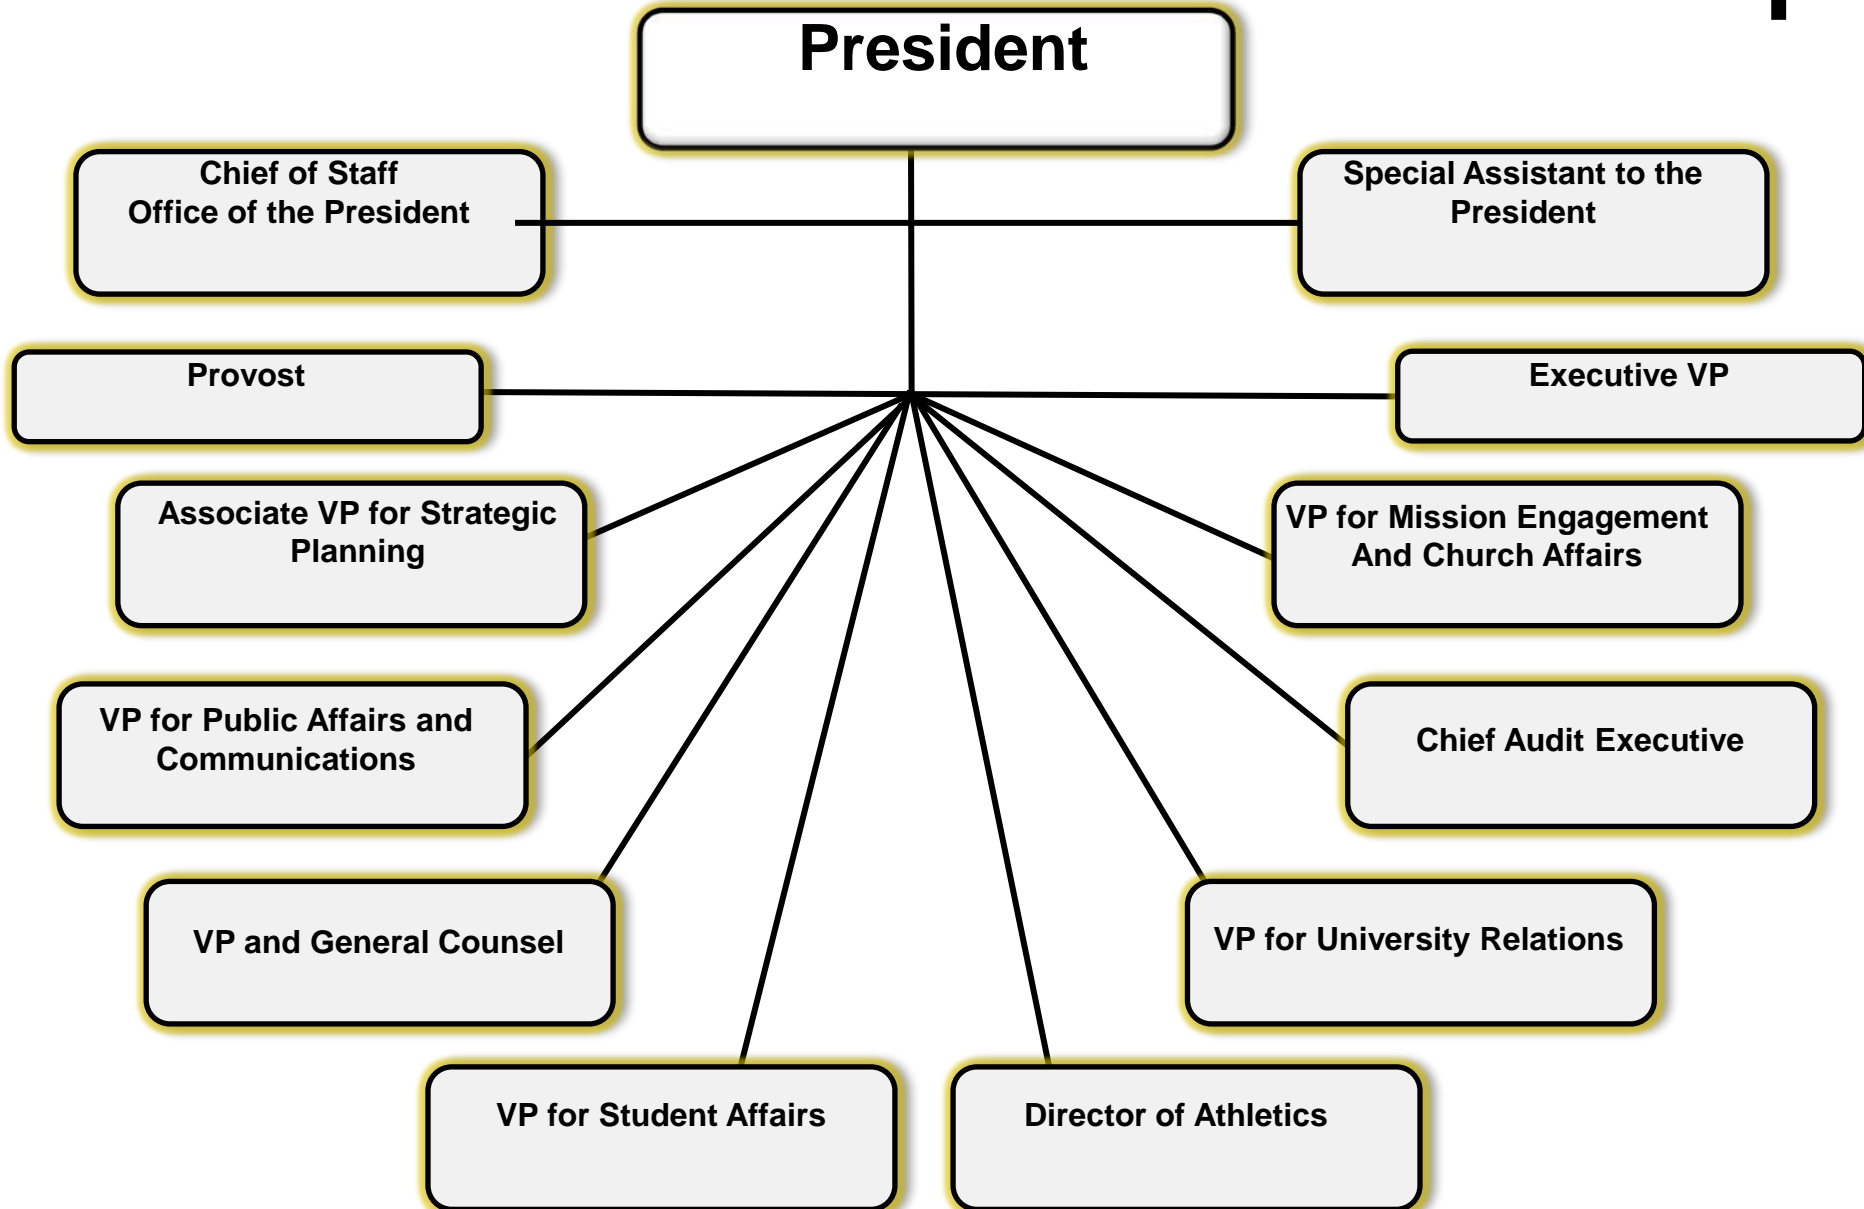 President
Chief of Staff
Office of the President
Special Assistant to the
President
Provost
Executive VP
Associate VP for Strategic
Planning
VP for Mission Engagement
And Church Affairs
VP for Public Affairs and
Communications
Chief Audit Executive
VP and General Counsel
VP for University Relations
VP for Student Affairs
Director of Athletics